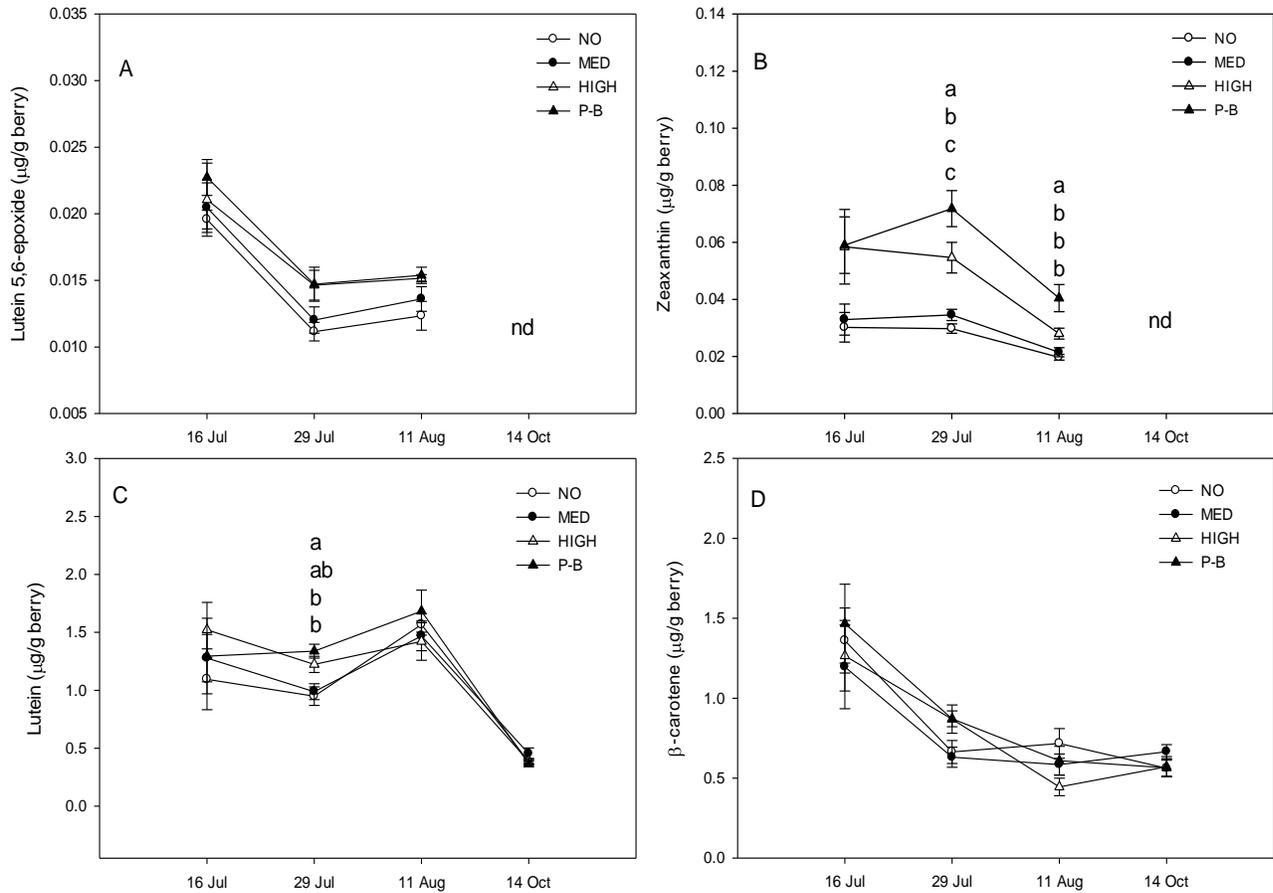 A
Lutein 5,6-epoxide (µg/g berry)
0.035
0.030
0.025
0.020
0.015
0.010
0.005
NO
MED
HIGH
P-B
nd
16 Jul
29 Jul
11 Aug
14 Oct
B
Zeaxanthin (µg/g berry)
0.14
0.12
0.10
0.08
0.06
0.04
0.02
0.00
NO
MED
HIGH
P-B
a
b
c
c
a
b
b
b
nd
16 Jul
29 Jul
11 Aug
14 Oct
C
Lutein (µg/g berry)
3.0
2.5
2.0
1.5
1.0
0.5
0.0
NO
MED
HIGH
P-B
a
ab
b
b
16 Jul
29 Jul
11 Aug
14 Oct
D
β-carotene (µg/g berry)
2.5
2.0
1.5
1.0
0.5
0.0
NO
MED
HIGH
P-B
16 Jul
29 Jul
11 Aug
14 Oct